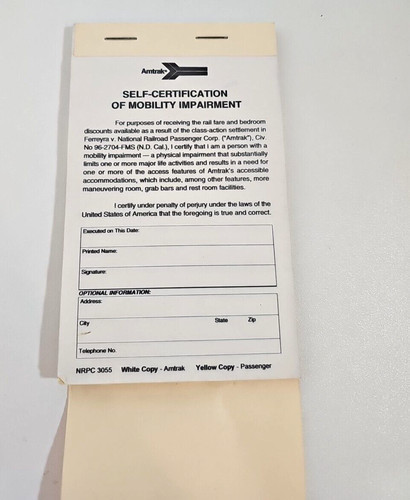 Amtrak
SELF-CERTIFICATION
OF MOBILITY IMPAIRMENT
For purposes of receiving the rail fare and bedroom
discounts available as a result of the class-action settlement in
Ferreyra v. National Railroad Passenger Corp. ("Amtrak"), Civ.
No 96-2704-FMS (N.D. Cal.), I certify that I am a person with a
mobility impairment — a physical impairment that substantially
limits one or more major life activities and results in a need for
one or more of the access features of Amtrak's accessible
accommodations, which include, among other features, more
maneuvering room, grab bars and rest room facilities.
I certify under penalty of perjury under the laws of the
United States of America that the foregoing is true and correct.
Executed on This Date:
Printed Name:
Signature:
OPTIONAL INFORMATION:
Address:
City State Zip
Telephone No.
NRPC 3055 White Copy - Amtrak Yellow Copy - Passenger